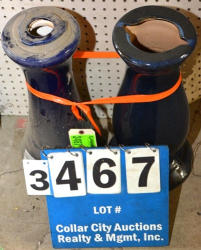 3467
LOT #
Collar City Auctions
Realty & Mgmt, Inc.